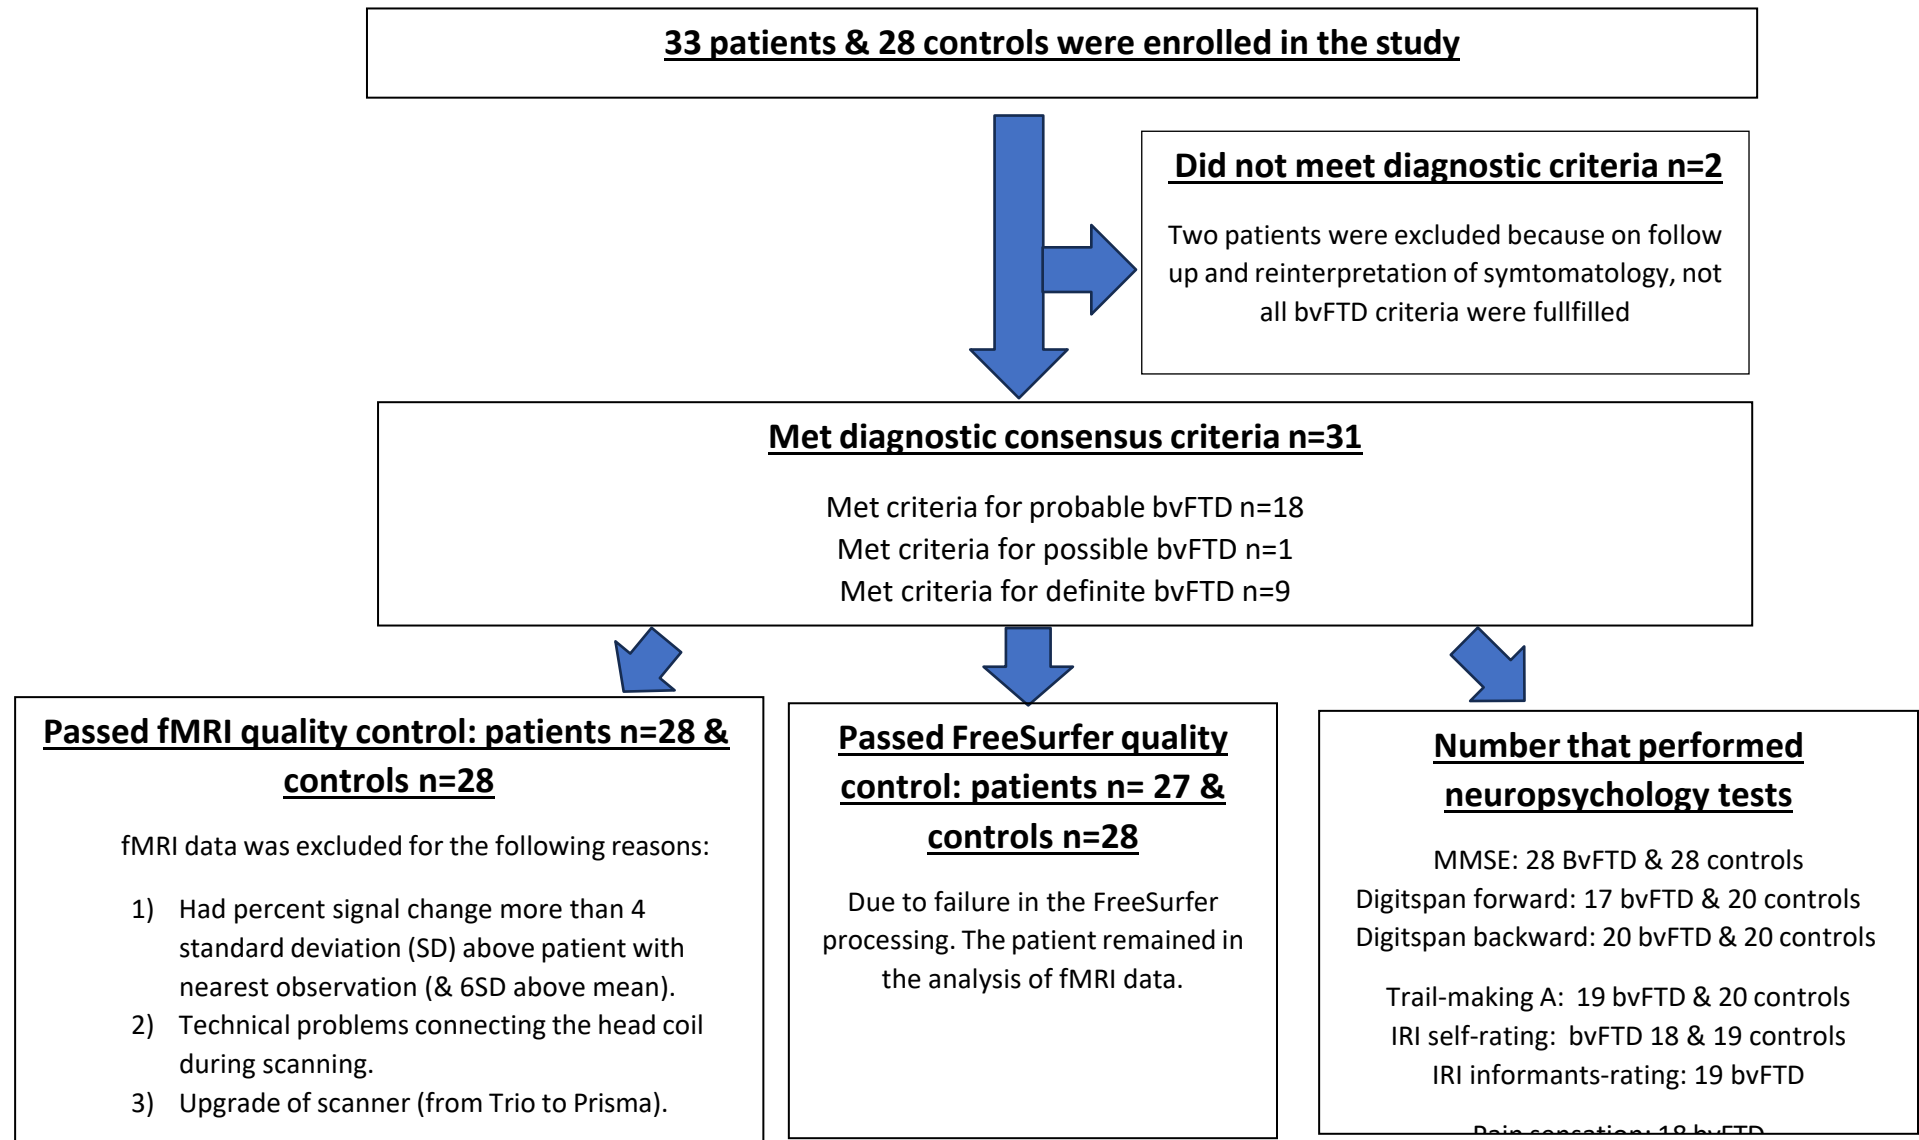 33 patients & 28 controls were enrolled in the study
Did not meet diagnostic criteria n=2
Two patients were excluded because on follow
up and reinterpretation of symtomatology, not
all bvFTD criteria were fullfilled
Met diagnostic consensus criteria n=31
Met criteria for probable bvFTD n=18
Met criteria for possible bvFTD n=1
Met criteria for definite bvFTD n=9
Passed fMRI quality control: patients n=28 &
controls n=28
fMRI data was excluded for the following reasons:
1) Had percent signal change more than 4
standard deviation (SD) above patient with
nearest observation (& 6SD above mean).
2) Technical problems connecting the head coil
during scanning.
3) Upgrade of scanner (from Trio to Prisma).
Passed FreeSurfer quality
control: patients n= 27 &
controls n=28
Due to failure in the FreeSurfer
processing. The patient remained in
the analysis of fMRI data.
Number that performed
neuropsychology tests
MMSE: 28 BvFTD & 28 controls
Digitspan forward: 17 bvFTD & 20 controls
Digitspan backward: 20 bvFTD & 20 controls
Trail-making A: 19 bvFTD & 20 controls
IRI self-rating: bvFTD 18 & 19 controls
IRI informants-rating: 19 bvFTD
Pain sensation: 18 bvFTD